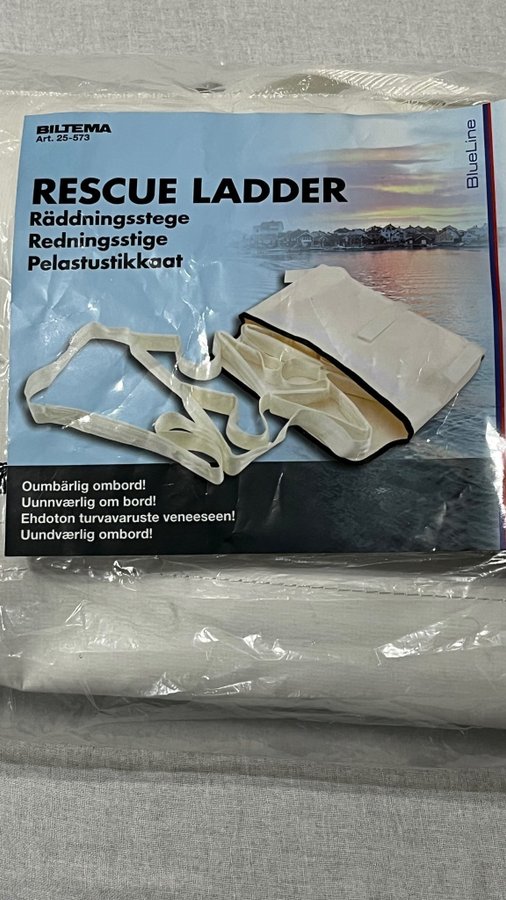 BILTEMA
Art. 25-573
BlueLine
RESCUE LADDER
Räddningsstege
Redningsstige
Pelastustikkaat
Oumbärlig ombord!
Uunnværlig om bord!
Ehdoton turvavaruste veneeseen!
Uundværlig ombord!